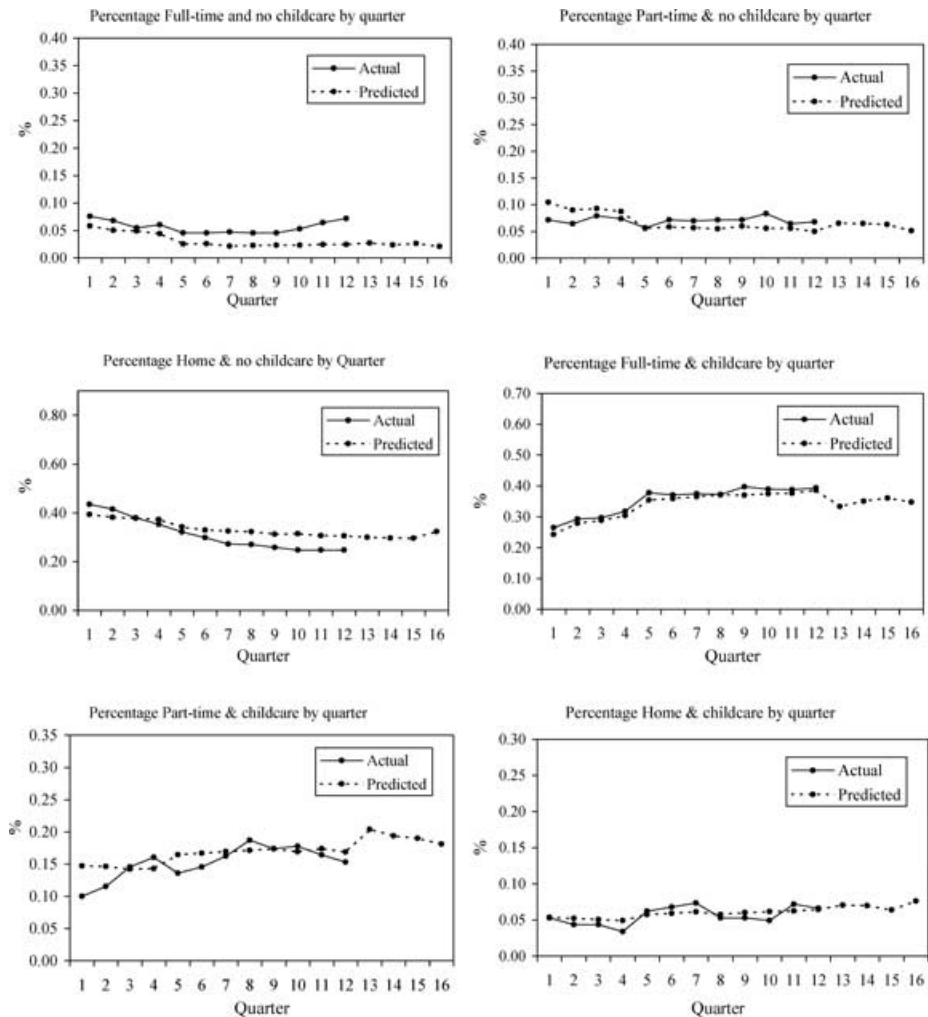 Percentage Full-time and no childcare by quarter
0.40
0.35
0.30
0.25
0.20
0.15
0.10
0.05
0.00
%
Actual
Predicted
1 2 3 4 5 6 7 8 9 10 11 12 13 14 15 16
Quarter
Percentage Part-time & no childcare by quarter
0.40
0.35
0.30
0.25
0.20
0.15
0.10
0.05
0.00
%
Actual
Predicted
1 2 3 4 5 6 7 8 9 10 11 12 13 14 15 16
Quarter
Percentage Home & no childcare by Quarter
0.80
0.60
0.40
0.20
0.00
%
Actual
Predicted
1 2 3 4 5 6 7 8 9 10 11 12 13 14 15 16
Quarter
Percentage Full-time & childcare by quarter
0.70
0.60
0.50
0.40
0.30
0.20
0.10
0.00
%
Actual
Predicted
1 2 3 4 5 6 7 8 9 10 11 12 13 14 15 16
Quarter
Percentage Part-time & childcare by quarter
0.35
0.30
0.25
0.20
0.15
0.10
0.05
0.00
%
Actual
Predicted
1 2 3 4 5 6 7 8 9 10 11 12 13 14 15 16
Quarter
Percentage Home & childcare by quarter
0.30
0.25
0.20
0.15
0.10
0.05
0.00
%
Actual
Predicted
1 2 3 4 5 6 7 8 9 10 11 12 13 14 15 16
Quarter